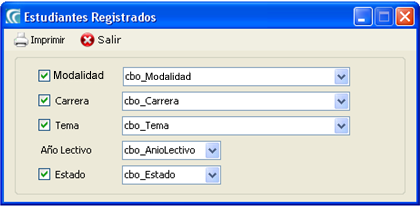 Estudiantes Registrados
Imprimir Salir
Modalidad cbo_Modalidad
Carrera cbo_Carrera
Tema cbo_Tema
Año Lectivo cbo_AnioLectivo
Estado cbo_Estado